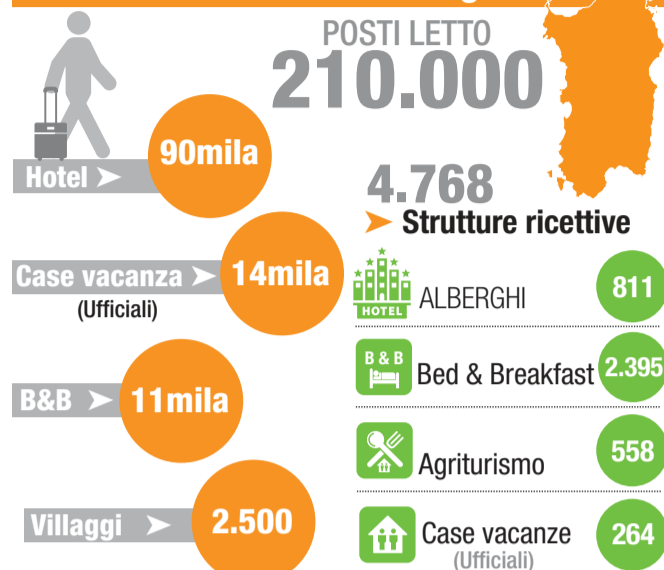 POSTI LETTO
210.000
Hotel
90mila
Case vacanza
(Ufficiali)
14mila
B&B
11mila
Villaggi
2.500
4.768
Strutture ricettive
HOTEL
ALBERGHI
811
B & B
Bed & Breakfast
2.395
Agriturismo
558
Case vacanze
(Ufficiali)
264